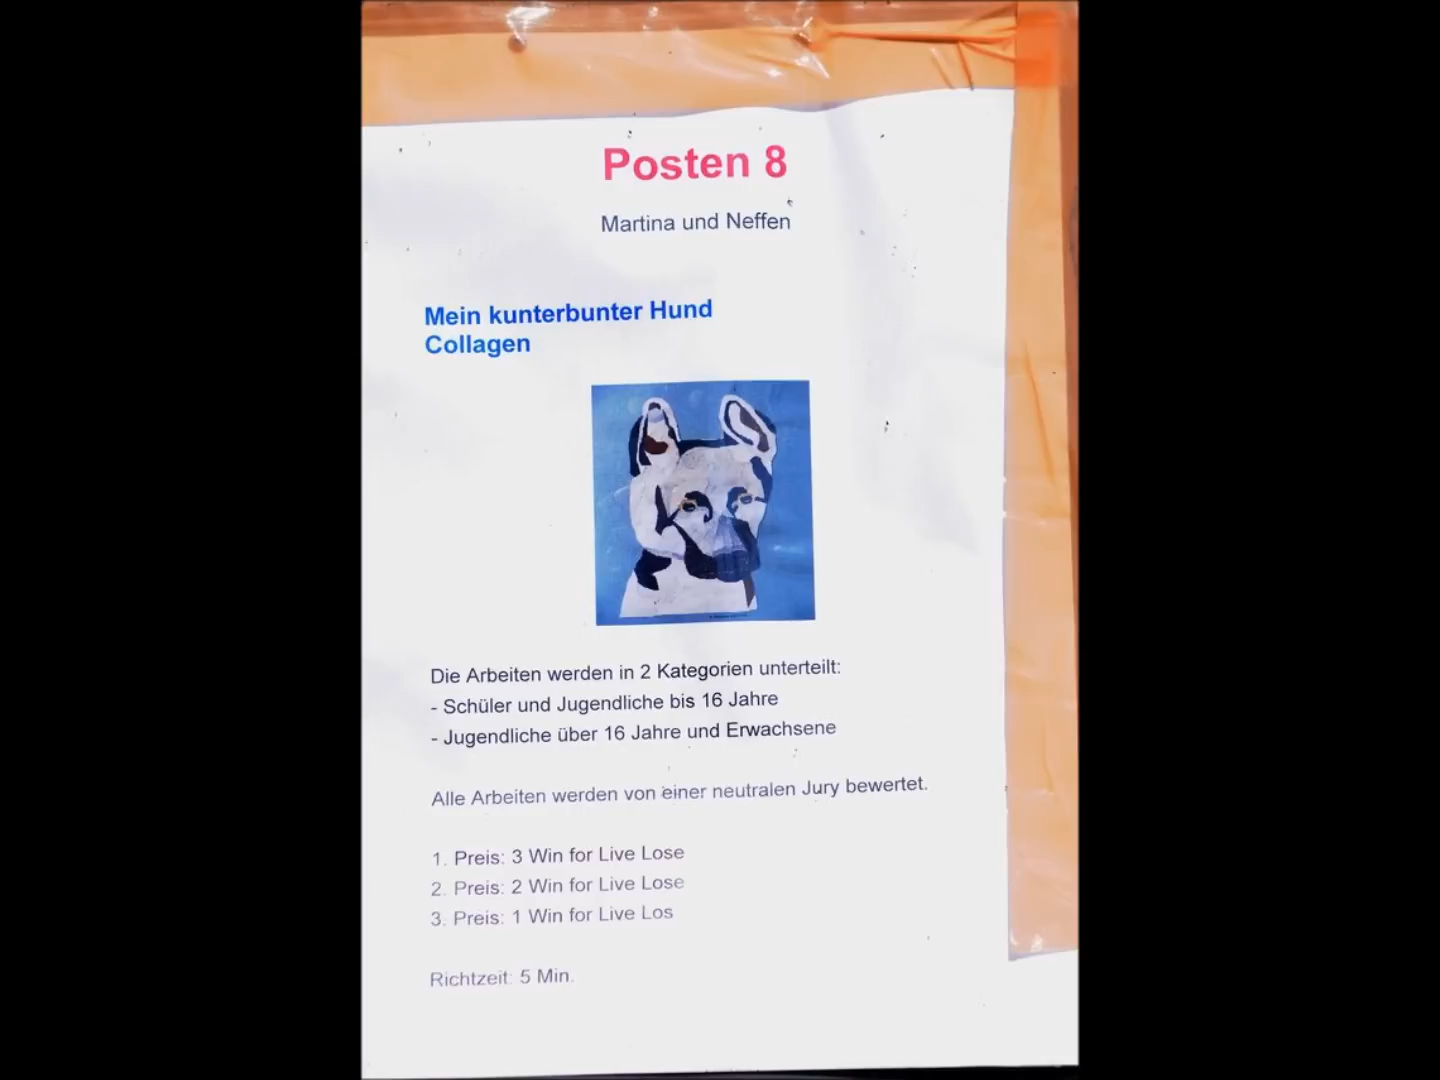 Posten 8
Martina und Neffen
Mein kunterbunter Hund
Collagen
Die Arbeiten werden in 2 Kategorien unterteilt:
- Schüler und Jugendliche bis 16 Jahre
- Jugendliche über 16 Jahre und Erwachsene
Alle Arbeiten werden von einer neutralen Jury bewertet.
1. Preis: 3 Win for Live Lose
2. Preis: 2 Win for Live Lose
3. Preis: 1 Win for Live Los
Richtzeit: 5 Min.